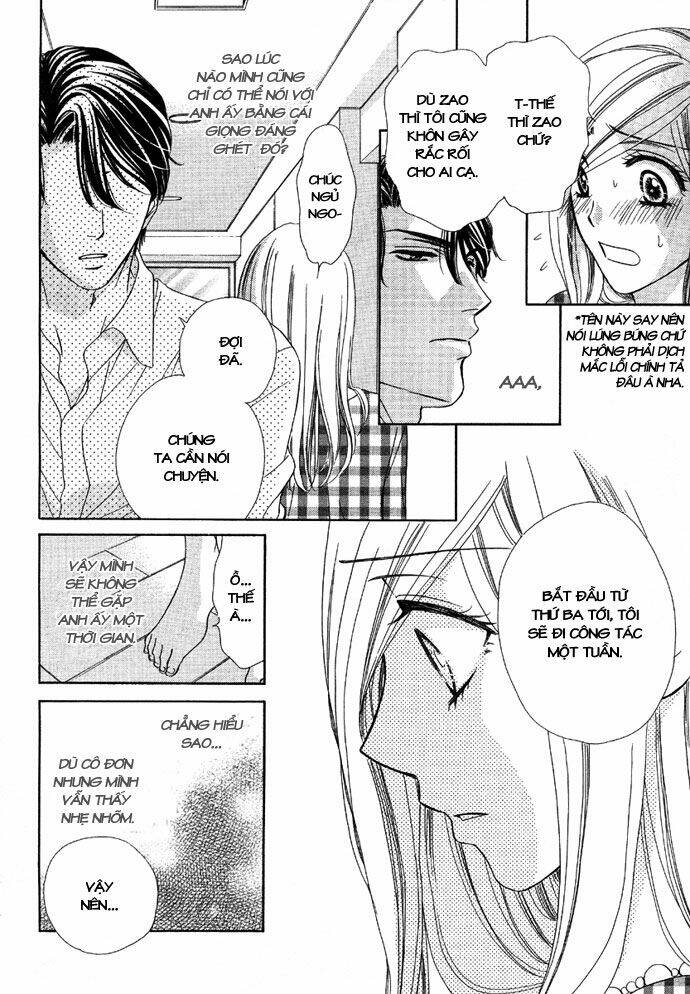 T-THẾ
THÌ ZAO
CHỨ?
DÙ ZAO
THÌ TÔI CŨNG
KHÔN GÂY
RẮC RỐI
CHO AI CẠ.
*TÊN NÀY SAY NÊN
NÓI LÚNG BÚNG CHỨ
KHÔNG PHẢI DỊCH
MẮC LỖI CHÍNH TẢ
ĐÂU À NHA.
AAA,
SAO LÚC
NÀO MÌNH CŨNG
CHỈ CÓ THỂ NÓI VỚI
ANH ẤY BẰNG CÁI
GIỌNG ĐÁNG
GHÉT ĐÓ?
CHÚC
NGỦ
NGO-
ĐỢI
ĐÃ.
CHÚNG
TA CẦN NÓI
CHUYỆN.
BẮT ĐẦU TỪ
THỨ BA TỚI, TÔI
SẼ ĐI CÔNG TÁC
MỘT TUẦN.
Ồ...
THẾ
À...
VẬY MÌNH
SẼ KHÔNG
THỂ GẶP
ANH ẤY MỘT
THỜI GIAN.
CHẲNG HIỂU
SAO...
DÙ CÔ ĐƠN
NHƯNG MÌNH
VẪN THẤY
NHẸ NHÕM.
VẬY
NÊN...